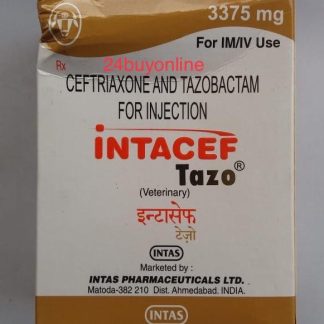 3375 mg
For IM/IV Use
Rx
24buyonline
CEFTRIAXONE AND TAZOBACTAM
FOR INJECTION
INTACEF
Tazo®
(Veterinary)
इन्टासेफ
टेज़ो
INTAS
Marketed by :
INTAS PHARMACEUTICALS LTD.
Matoda-382 210 Dist. Ahmedabad. INDIA.
INTAS